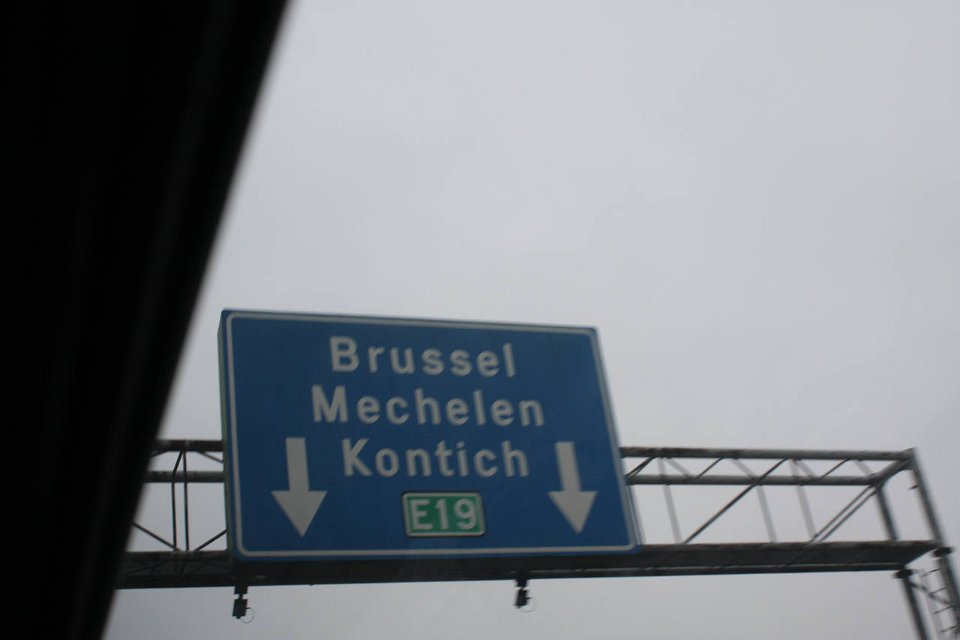 Brussel
Mechelen
Kontich
E19